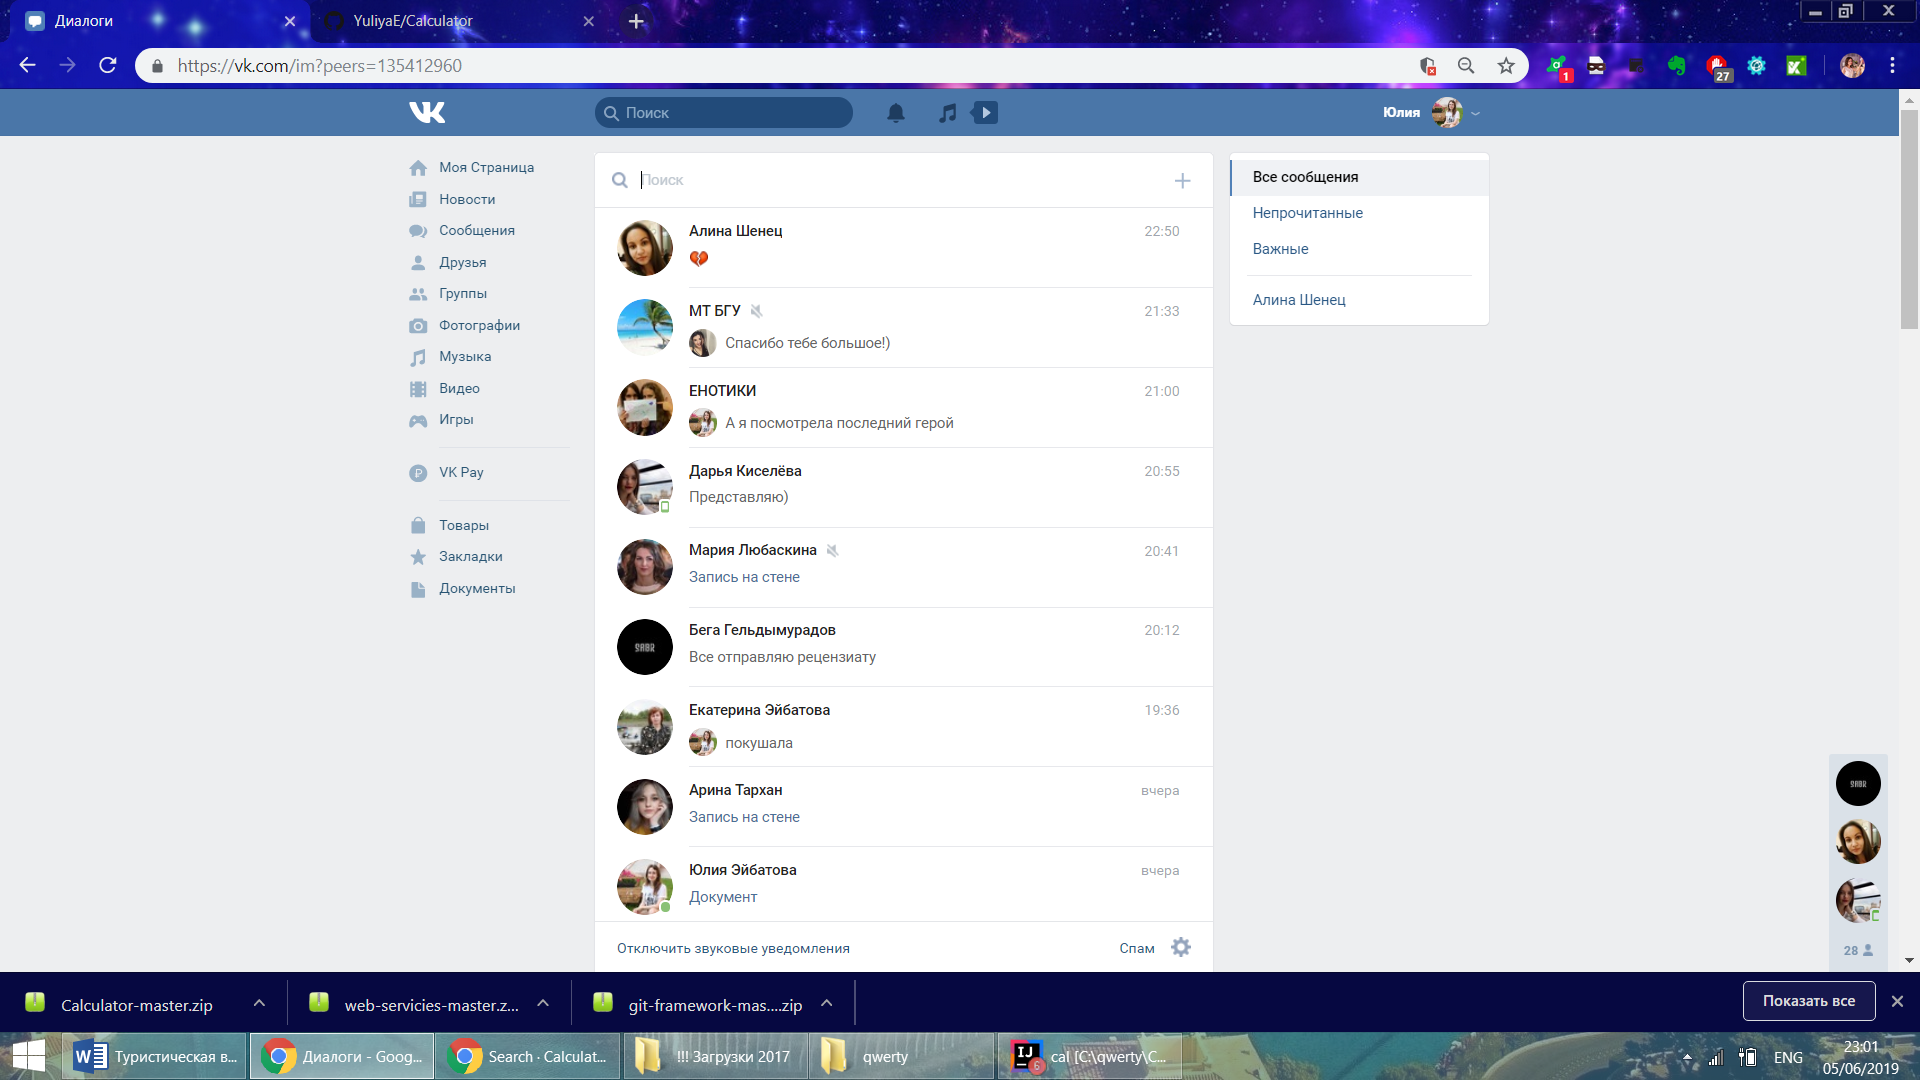 Диалоги
YuliyaE/Calculator
https://vk.com/im?peers=135412960
1
27
Поиск
Юлия
Моя Страница
Новости
Сообщения
Друзья
Группы
Фотографии
Музыка
Видео
Игры
VK Pay
Товары
Закладки
Документы
Поиск
Алина Шенец
22:50
МТ БГУ
21:33
Спасибо тебе большое!)
ЕНОТИКИ
21:00
А я посмотрела последний герой
Дарья Киселёва
20:55
Представляю)
Мария Любаскина
20:41
Запись на стене
SABR
Бега Гельдымурадов
20:12
Все отправляю рецензиату
Екатерина Эйбатова
19:36
покушала
Арина Тархан
вчера
Запись на стене
Юлия Эйбатова
вчера
Документ
Отключить звуковые уведомления
Спам
Все сообщения
Непрочитанные
Важные
Алина Шенец
SABR
28
Calculator-master.zip
web-servicies-master.z...
git-framework-mas....zip
Показать все
Туристическая в...
Диалоги - Goog...
Search · Calculat...
!!! Загрузки 2017
qwerty
IJ
6
cal [C:\qwerty\C...
ENG
23:01
05/06/2019